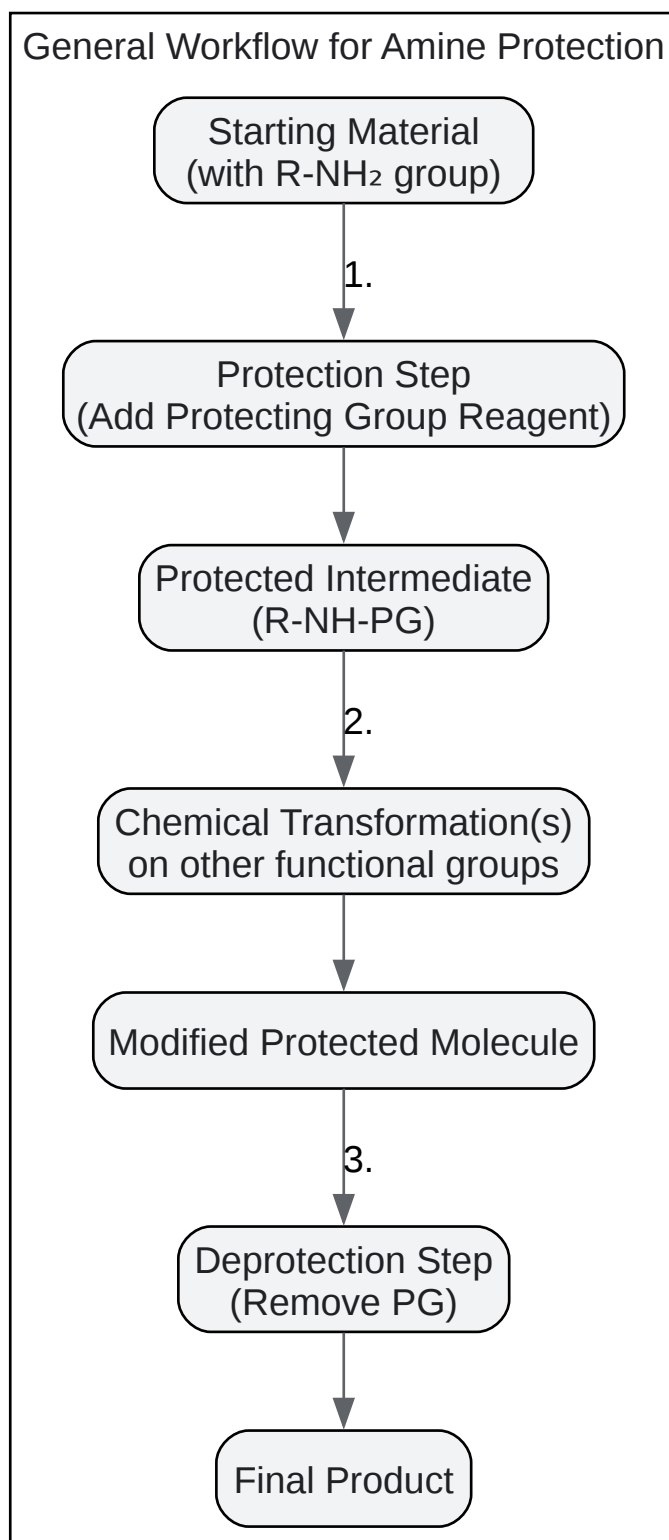 General Workflow for Amine Protection
Starting Material
(with R-NH₂ group)
1.
Protection Step
(Add Protecting Group Reagent)
Protected Intermediate
(R-NH-PG)
2.
Chemical Transformation(s)
on other functional groups
Modified Protected Molecule
3.
Deprotection Step
(Remove PG)
Final Product